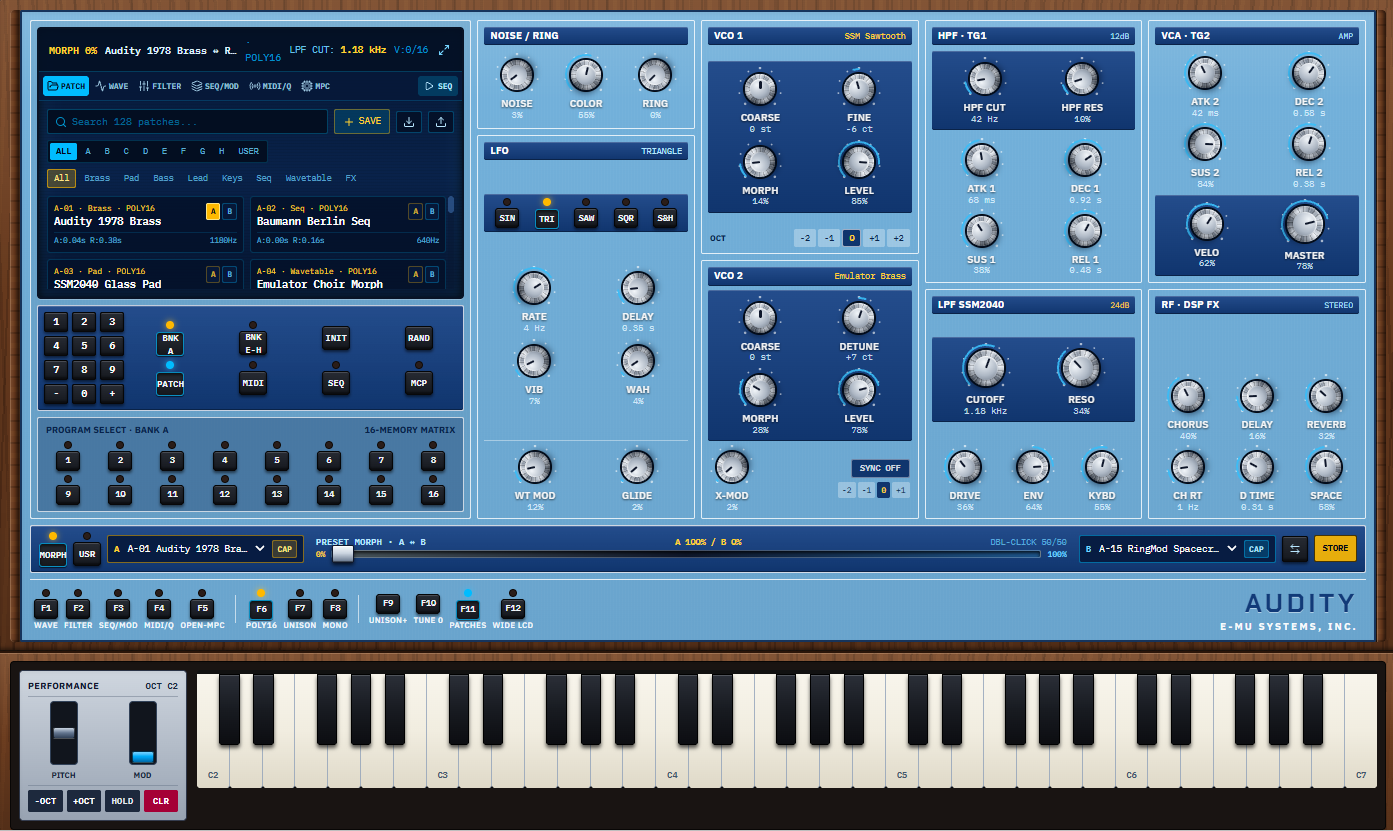 MORPH 0% Audity 1978 Brass ↔ R… · POLY16 LPF CUT: 1.18 kHz V:0/16
PATCH WAVE FILTER SEQ/MOD MIDI/Q MPC SEQ
Search 128 patches... + SAVE
ALL A B C D E F G H USER
All Brass Pad Bass Lead Keys Seq Wavetable FX
A-01 · Brass · POLY16 A B
Audity 1978 Brass
A:0.04s R:0.38s 1180Hz
A-02 · Seq · POLY16 A B
Baumann Berlin Seq
A:0.00s R:0.16s 640Hz
A-03 · Pad · POLY16 A B
SSM2040 Glass Pad
A-04 · Wavetable · POLY16 A B
Emulator Choir Morph
1 2 3
4 5 6
7 8 9
- 0 +
BNK A
BNK E-H
INIT
RAND
PATCH
MIDI
SEQ
MCP
PROGRAM SELECT · BANK A 16-MEMORY MATRIX
1 2 3 4 5 6 7 8
9 10 11 12 13 14 15 16
NOISE / RING
NOISE COLOR RING
3% 55% 0%
LFO TRIANGLE
SIN TRI SAW SQR S&H
RATE DELAY
4 Hz 0.35 s
VIB WAH
7% 4%
WT MOD GLIDE
12% 2%
VCO 1 SSM Sawtooth
COARSE FINE
0 st -6 ct
MORPH LEVEL
14% 85%
OCT -2 -1 0 +1 +2
VCO 2 Emulator Brass
COARSE DETUNE
0 st +7 ct
MORPH LEVEL
28% 78%
X-MOD
2%
SYNC OFF
-2 -1 0 +1
HPF · TG1 12dB
HPF CUT HPF RES
42 Hz 10%
ATK 1 DEC 1
68 ms 0.92 s
SUS 1 REL 1
38% 0.48 s
LPF SSM2040 24dB
CUTOFF RESO
1.18 kHz 34%
DRIVE ENV KYBD
36% 64% 55%
VCA · TG2 AMP
ATK 2 DEC 2
42 ms 0.58 s
SUS 2 REL 2
84% 0.38 s
VELO MASTER
62% 78%
RF · DSP FX STEREO
CHORUS DELAY REVERB
40% 16% 32%
CH RT D TIME SPACE
1 Hz 0.31 s 58%
MORPH USR A A-01 Audity 1978 Bra… CAP
PRESET MORPH · A ↔ B A 100% / B 0% DBL-CLICK 50/50
0% 100%
B A-15 RingMod Spacecr… CAP STORE
F1 F2 F3 F4 F5 F6 F7 F8 F9 F10 F11 F12
WAVE FILTER SEQ/MOD MIDI/Q OPEN-MPC POLY16 UNISON MONO UNISON+ TUNE 0 PATCHES WIDE LCD
AUDITY
E-MU SYSTEMS, INC.
PERFORMANCE OCT C2
PITCH MOD
-OCT +OCT HOLD CLR
C2 C3 C4 C5 C6 C7